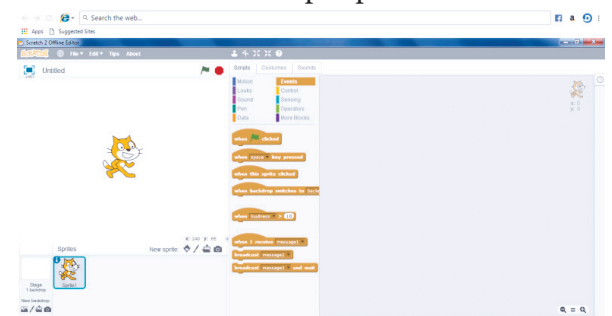 Search the web...
Apps Suggested Sites
Scratch 2 Offline Editor
SCRATCH File Edit Tips About
Untitled
Scripts Costumes Sounds
Motion Events
Looks Control
Sound Sensing
Pen Operators
Data More Blocks
when clicked
when space key pressed
when this sprite clicked
when backdrop switches to
when loudness > 10
when I receive message1
broadcast message1
broadcast message1 and wait
Sprites New sprite:
Stage
1 backdrop
Sprite1
New backdrop: